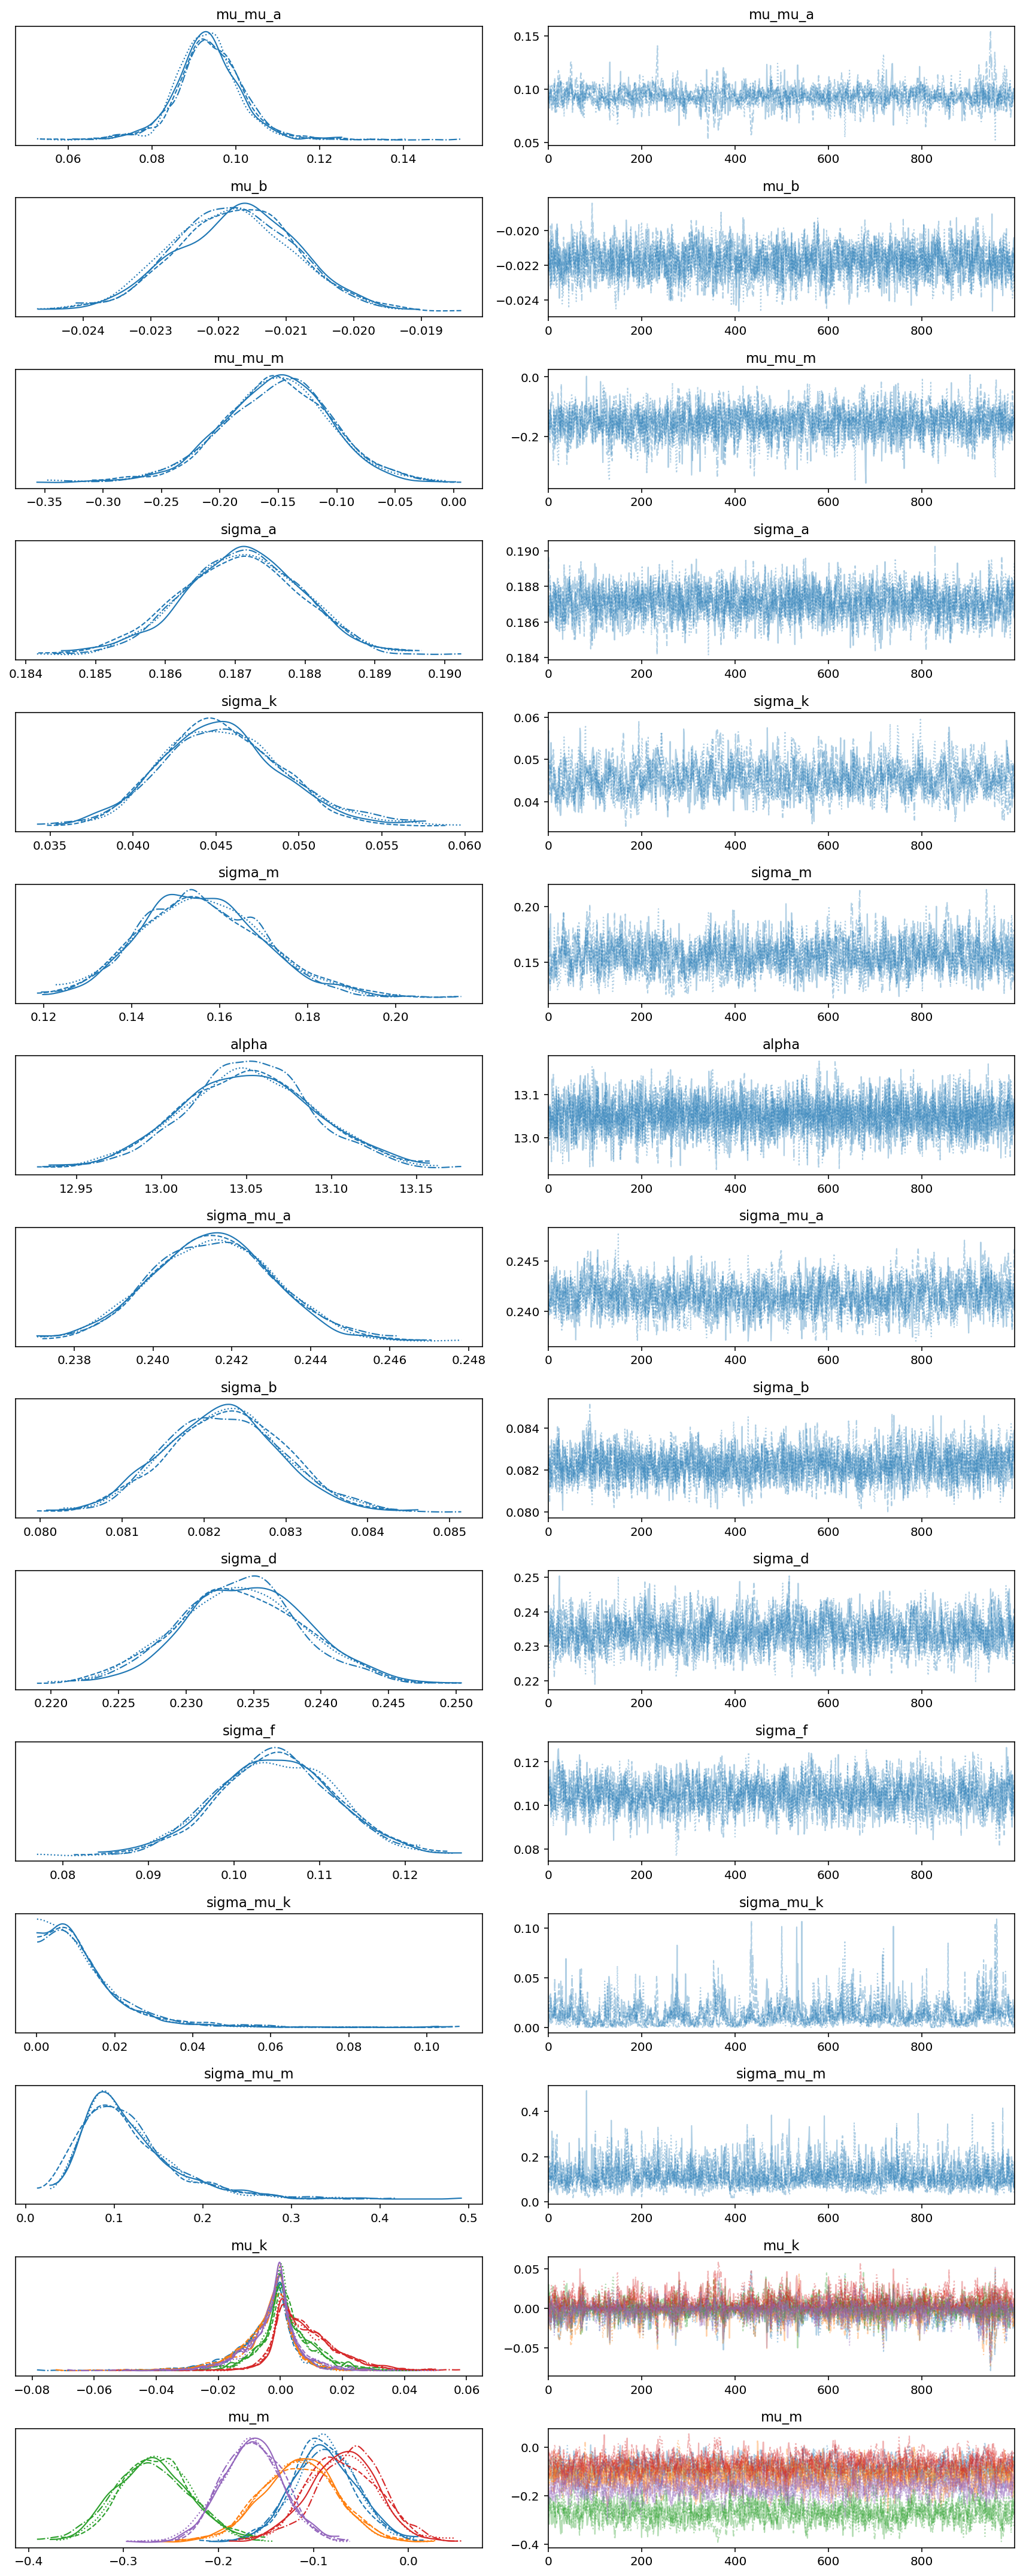 mu_mu_a mu_mu_a
0.15
0.10
0.05
0.06 0.08 0.10 0.12 0.14 0 200 400 600 800
mu_b mu_b
−0.020
−0.022
−0.024
−0.024 −0.023 −0.022 −0.021 −0.020 −0.019 0 200 400 600 800
mu_mu_m mu_mu_m
0.0
−0.2
−0.35 −0.30 −0.25 −0.20 −0.15 −0.10 −0.05 0.00 0 200 400 600 800
sigma_a sigma_a
0.190
0.188
0.186
0.184
0.184 0.185 0.186 0.187 0.188 0.189 0.190 0 200 400 600 800
sigma_k sigma_k
0.06
0.05
0.04
0.035 0.040 0.045 0.050 0.055 0.060 0 200 400 600 800
sigma_m sigma_m
0.20
0.15
0.12 0.14 0.16 0.18 0.20 0 200 400 600 800
alpha alpha
13.1
13.0
12.95 13.00 13.05 13.10 13.15 0 200 400 600 800
sigma_mu_a sigma_mu_a
0.245
0.240
0.238 0.240 0.242 0.244 0.246 0.248 0 200 400 600 800
sigma_b sigma_b
0.084
0.082
0.080
0.080 0.081 0.082 0.083 0.084 0.085 0 200 400 600 800
sigma_d sigma_d
0.25
0.24
0.23
0.22
0.220 0.225 0.230 0.235 0.240 0.245 0.250 0 200 400 600 800
sigma_f sigma_f
0.12
0.10
0.08
0.08 0.09 0.10 0.11 0.12 0 200 400 600 800
sigma_mu_k sigma_mu_k
0.10
0.05
0.00
0.00 0.02 0.04 0.06 0.08 0.10 0 200 400 600 800
sigma_mu_m sigma_mu_m
0.4
0.2
0.0
0.0 0.1 0.2 0.3 0.4 0.5 0 200 400 600 800
mu_k mu_k
0.05
0.00
−0.05
−0.08 −0.06 −0.04 −0.02 0.00 0.02 0.04 0.06 0 200 400 600 800
mu_m mu_m
0.0
−0.2
−0.4
−0.4 −0.3 −0.2 −0.1 0.0 0 200 400 600 800